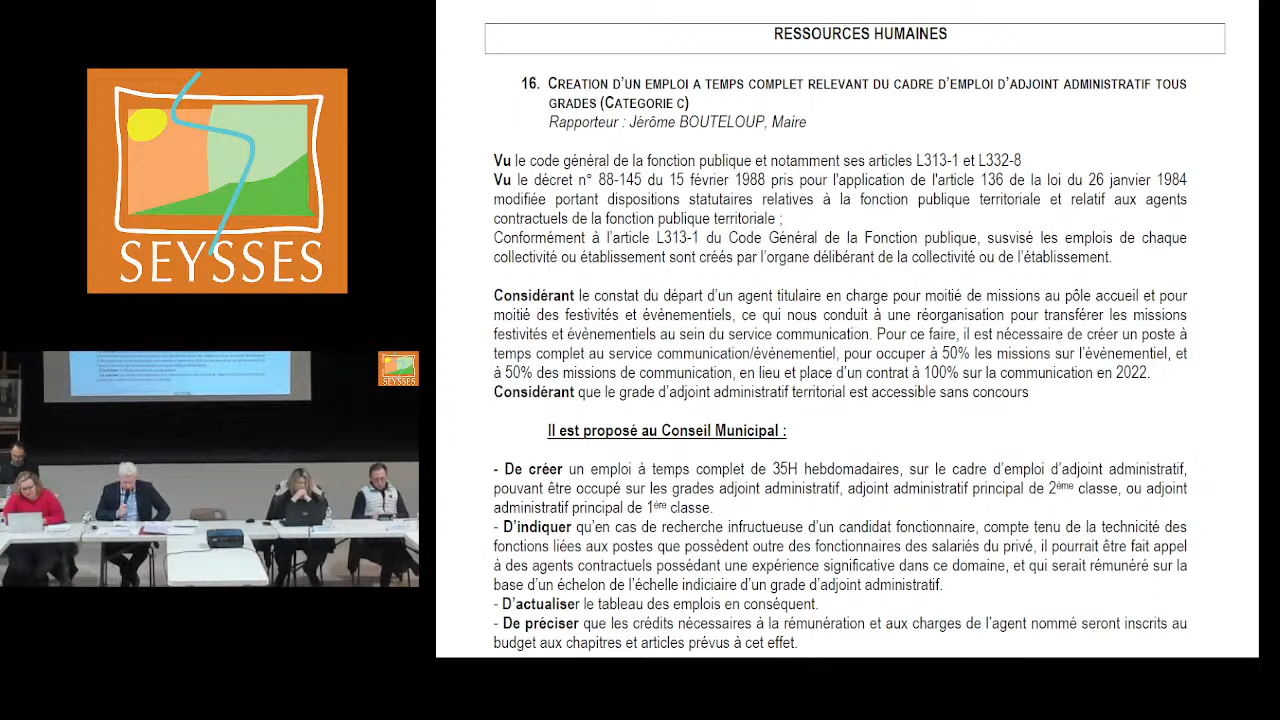 SEYSSES
RESSOURCES HUMAINES
16. CREATION D'UN EMPLOI A TEMPS COMPLET RELEVANT DU CADRE D'EMPLOI D'ADJOINT ADMINISTRATIF TOUS
GRADES (CATEGORIE C)
Rapporteur : Jérôme BOUTELOUP, Maire
Vu le code général de la fonction publique et notamment ses articles L313-1 et L332-8
Vu le décret n° 88-145 du 15 février 1988 pris pour l'application de l'article 136 de la loi du 26 janvier 1984
modifiée portant dispositions statutaires relatives à la fonction publique territoriale et relatif aux agents
contractuels de la fonction publique territoriale ;
Conformément à l'article L313-1 du Code Général de la Fonction publique, susvisé les emplois de chaque
collectivité ou établissement sont créés par l'organe délibérant de la collectivité ou de l'établissement.
Considérant le constat du départ d'un agent titulaire en charge pour moitié de missions au pôle accueil et pour
moitié des festivités et évènementiels, ce qui nous conduit à une réorganisation pour transférer les missions
festivités et évènementiels au sein du service communication. Pour ce faire, il est nécessaire de créer un poste à
temps complet au service communication/évènementiel, pour occuper à 50% les missions sur l'évènementiel, et
à 50% des missions de communication, en lieu et place d'un contrat à 100% sur la communication en 2022.
Considérant que le grade d'adjoint administratif territorial est accessible sans concours
Il est proposé au Conseil Municipal :
- De créer un emploi à temps complet de 35H hebdomadaires, sur le cadre d'emploi d'adjoint administratif,
pouvant être occupé sur les grades adjoint administratif, adjoint administratif principal de 2ème classe, ou adjoint
administratif principal de 1ère classe.
- D'indiquer qu'en cas de recherche infructueuse d'un candidat fonctionnaire, compte tenu de la technicité des
fonctions liées aux postes que possèdent outre des fonctionnaires des salariés du privé, il pourrait être fait appel
à des agents contractuels possédant une expérience significative dans ce domaine, et qui serait rémunéré sur la
base d'un échelon de l'échelle indiciaire d'un grade d'adjoint administratif.
- D'actualiser le tableau des emplois en conséquent.
- De préciser que les crédits nécessaires à la rémunération et aux charges de l'agent nommé seront inscrits au
budget aux chapitres et articles prévus à cet effet.
SEYSSES